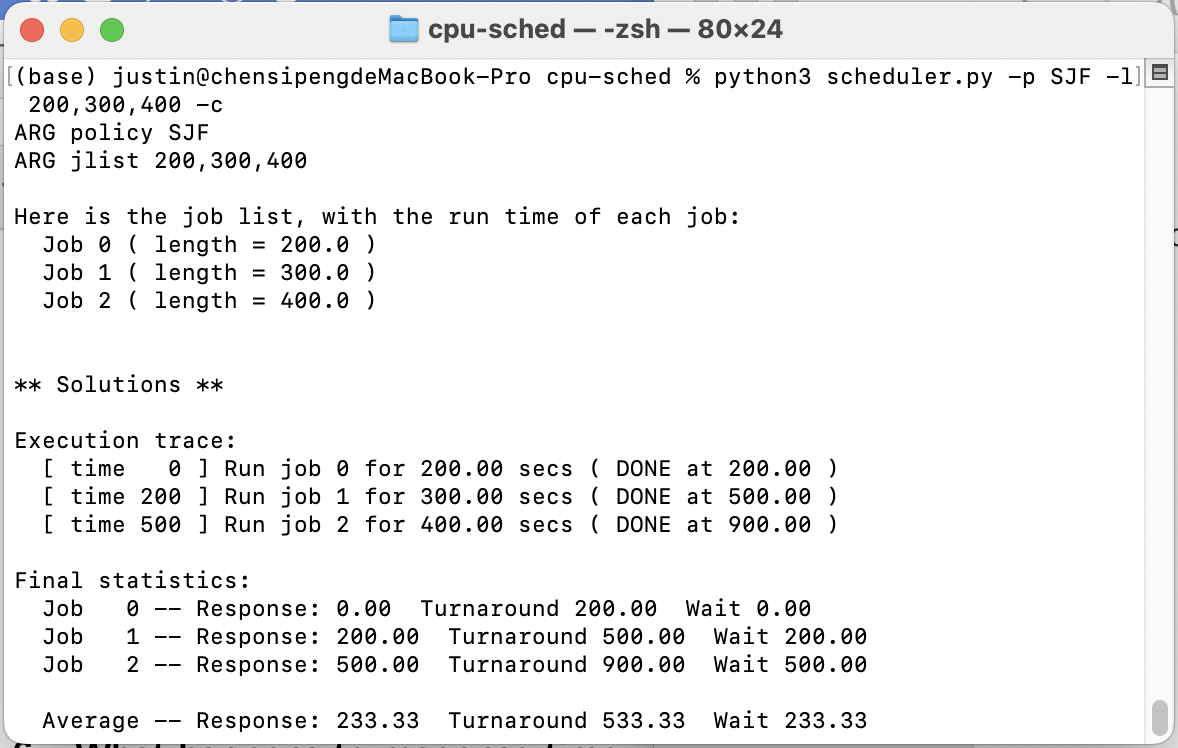 cpu-sched — -zsh — 80×24
[(base) justin@chensipengdeMacBook-Pro cpu-sched % python3 scheduler.py -p SJF -l]
 200,300,400 -c
ARG policy SJF
ARG jlist 200,300,400
Here is the job list, with the run time of each job:
  Job 0 ( length = 200.0 )
  Job 1 ( length = 300.0 )
  Job 2 ( length = 400.0 )
** Solutions **
Execution trace:
  [ time   0 ] Run job 0 for 200.00 secs ( DONE at 200.00 )
  [ time 200 ] Run job 1 for 300.00 secs ( DONE at 500.00 )
  [ time 500 ] Run job 2 for 400.00 secs ( DONE at 900.00 )
Final statistics:
  Job   0 -- Response: 0.00  Turnaround 200.00  Wait 0.00
  Job   1 -- Response: 200.00  Turnaround 500.00  Wait 200.00
  Job   2 -- Response: 500.00  Turnaround 900.00  Wait 500.00
  Average -- Response: 233.33  Turnaround 533.33  Wait 233.33